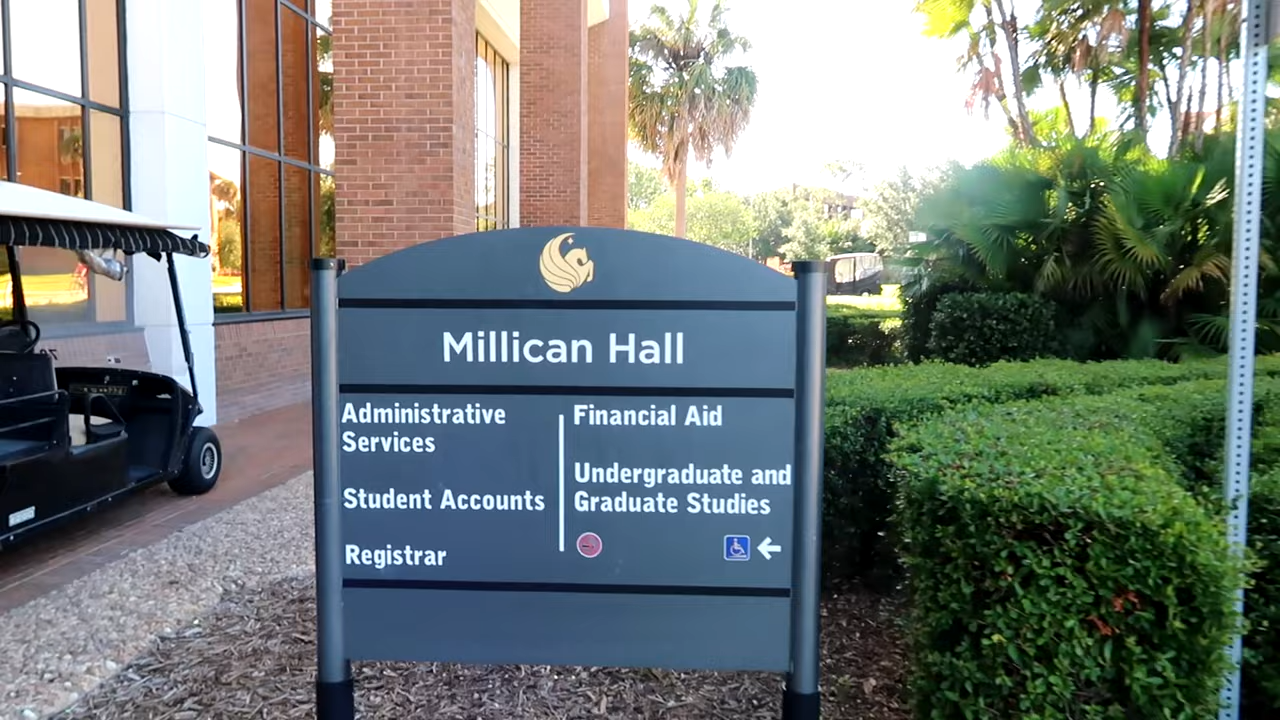 Millican Hall
Administrative
Services
Student Accounts
Registrar
Financial Aid
Undergraduate and
Graduate Studies